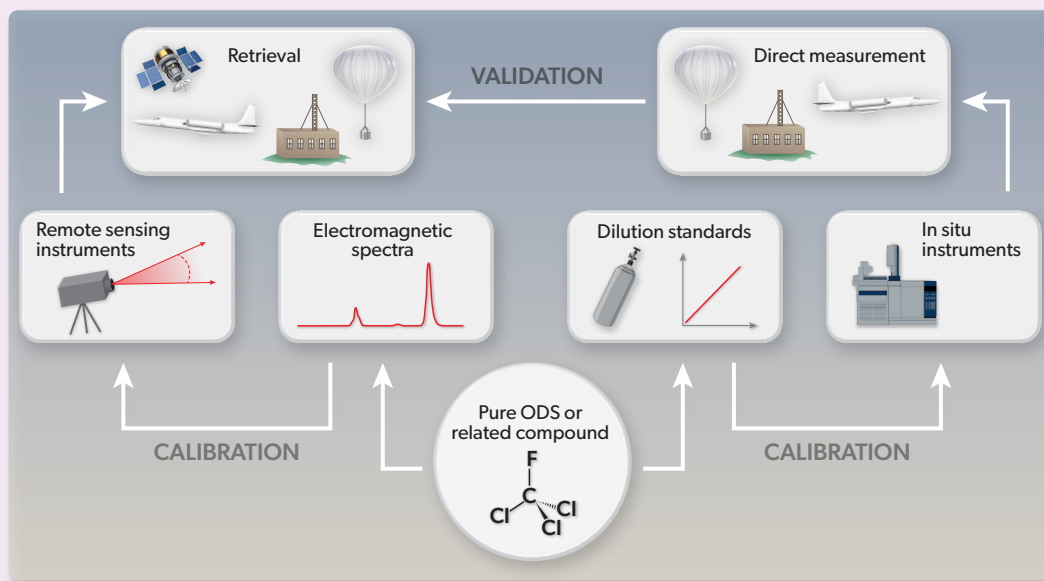 Retrieval
VALIDATION
Direct measurement
Remote sensing
instruments
Electromagnetic
spectra
Dilution standards
In situ
instruments
CALIBRATION
Pure ODS or
related compound
CALIBRATION
F
C
Cl
Cl
Cl